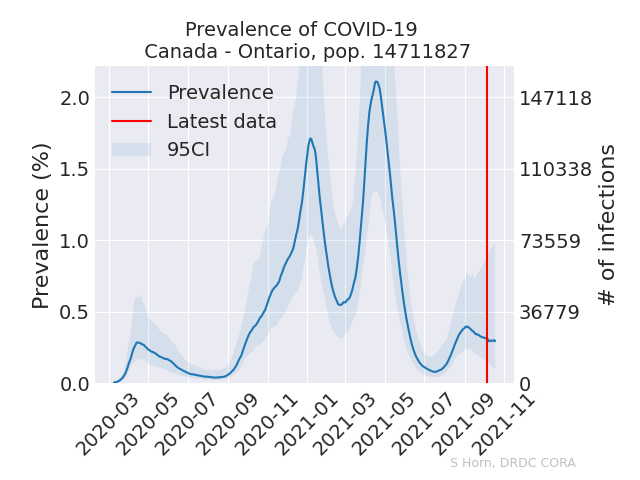 Prevalence of COVID-19
Canada - Ontario, pop. 14711827
Prevalence
Latest data
95CI
Prevalence (%)
2.0
1.5
1.0
0.5
0.0
147118
110338
73559
36779
0
# of infections
2020-03
2020-05
2020-07
2020-09
2020-11
2021-01
2021-03
2021-05
2021-07
2021-09
2021-11
S Horn, DRDC CORA